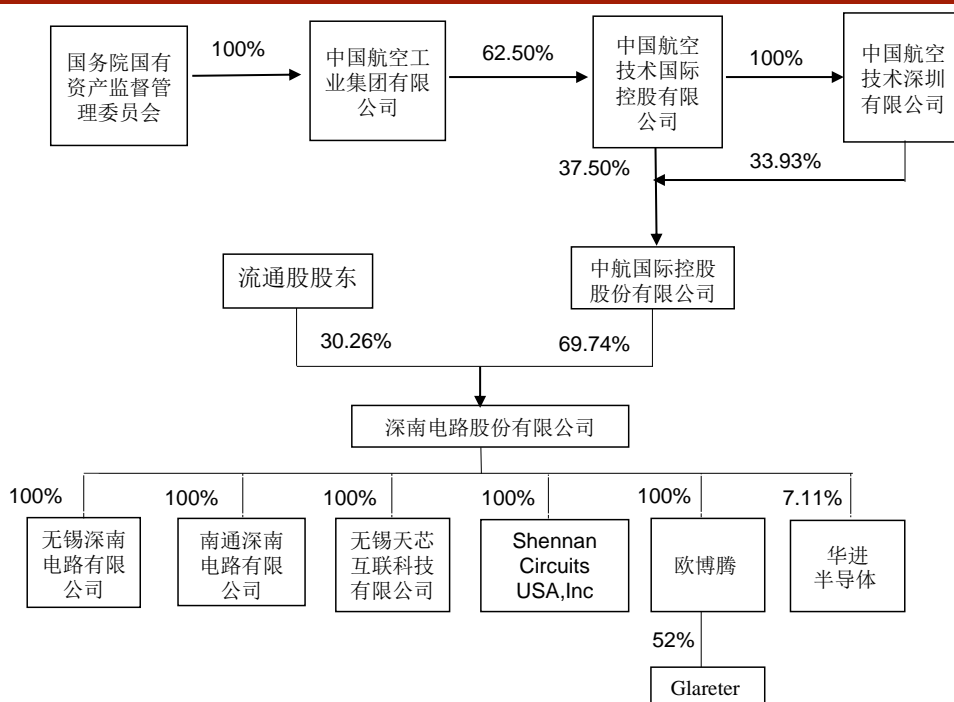 国务院国有
资产监督管
理委员会
100%
中国航空工
业集团有限
公司
62.50%
中国航空
技术国际
控股有限
公司
100%
中国航空
技术深圳
有限公司
37.50%
33.93%
流通股股东
中航国际控股
股份有限公司
30.26%
69.74%
深南电路股份有限公司
100%
100%
100%
100%
100%
7.11%
无锡深南
电路有限
公司
南通深南
电路有限
公司
无锡天芯
互联科技
有限公司
Shennan
Circuits
USA,Inc
欧博腾
华进
半导体
52%
Glareter